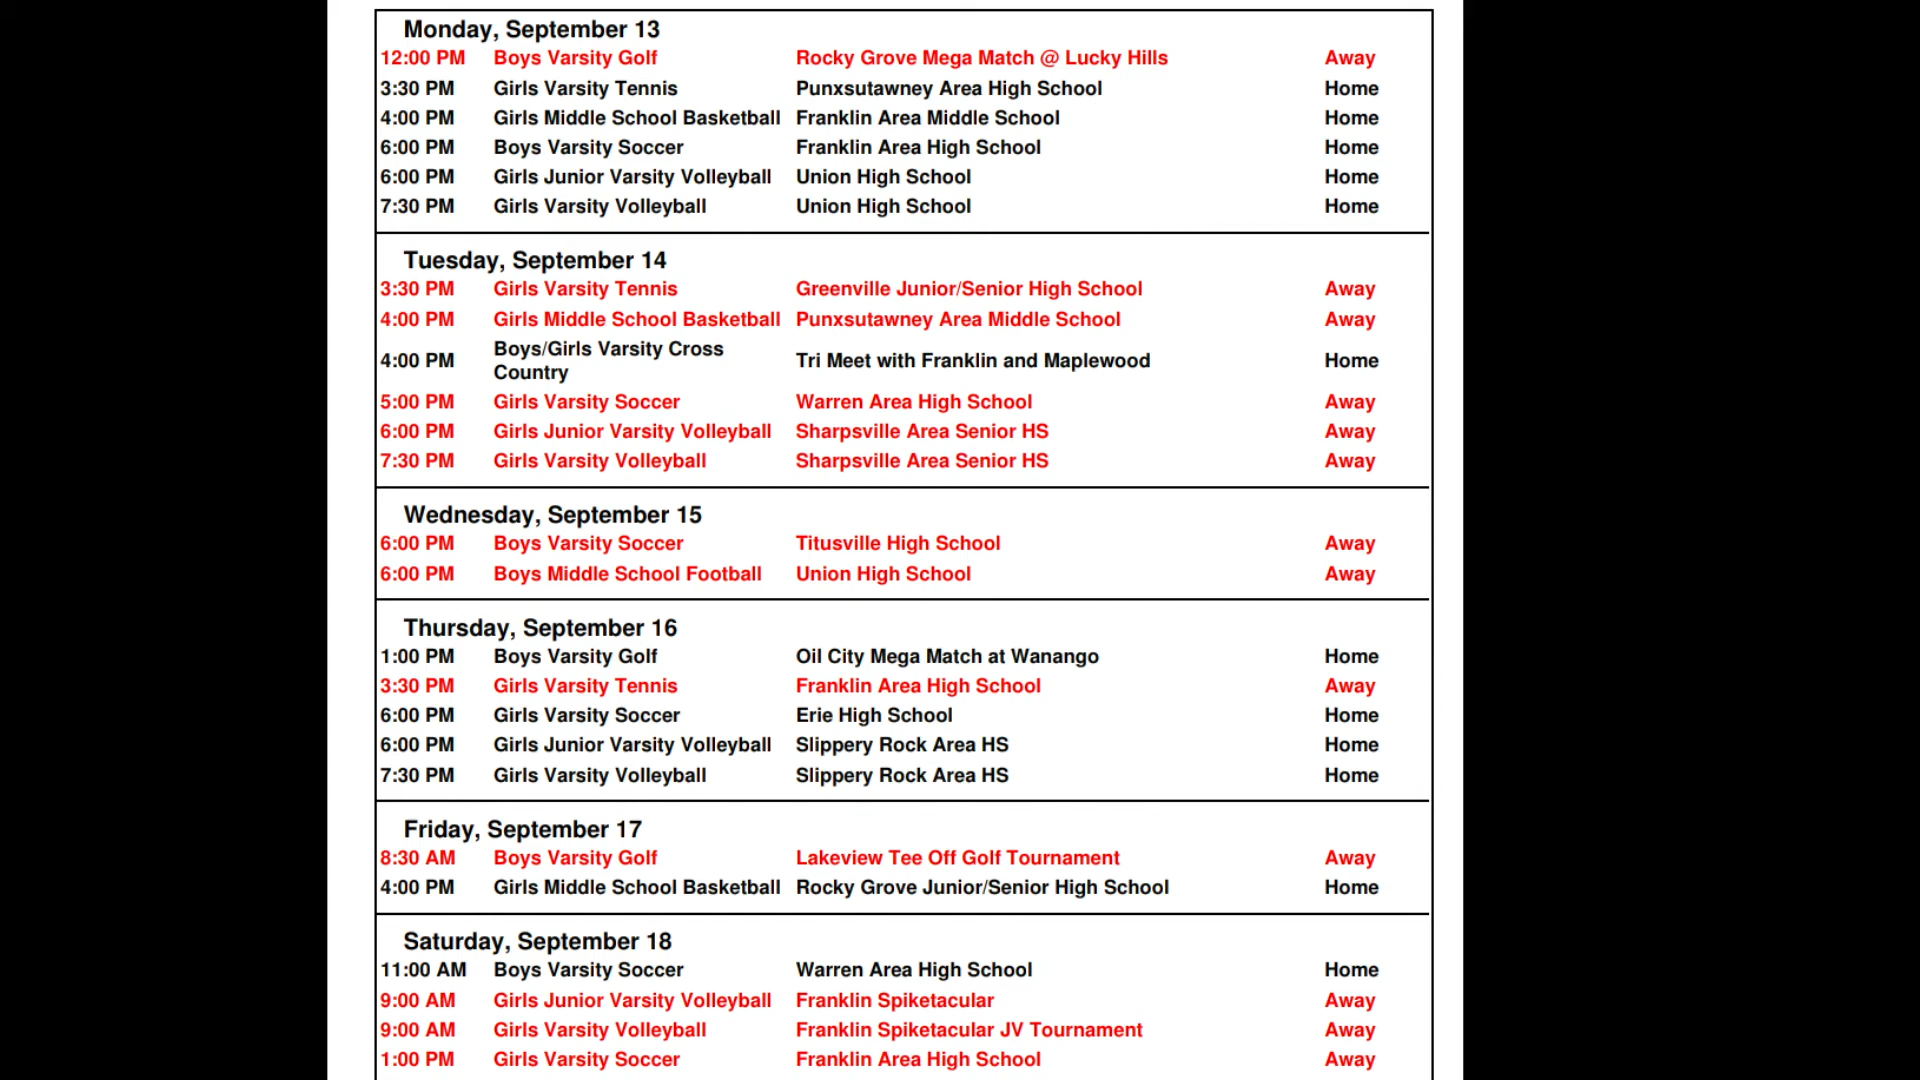 Monday, September 13
12:00 PM Boys Varsity Golf Rocky Grove Mega Match @ Lucky Hills Away
3:30 PM Girls Varsity Tennis Punxsutawney Area High School Home
4:00 PM Girls Middle School Basketball Franklin Area Middle School Home
6:00 PM Boys Varsity Soccer Franklin Area High School Home
6:00 PM Girls Junior Varsity Volleyball Union High School Home
7:30 PM Girls Varsity Volleyball Union High School Home
Tuesday, September 14
3:30 PM Girls Varsity Tennis Greenville Junior/Senior High School Away
4:00 PM Girls Middle School Basketball Punxsutawney Area Middle School Away
4:00 PM Boys/Girls Varsity Cross
Country Tri Meet with Franklin and Maplewood Home
5:00 PM Girls Varsity Soccer Warren Area High School Away
6:00 PM Girls Junior Varsity Volleyball Sharpsville Area Senior HS Away
7:30 PM Girls Varsity Volleyball Sharpsville Area Senior HS Away
Wednesday, September 15
6:00 PM Boys Varsity Soccer Titusville High School Away
6:00 PM Boys Middle School Football Union High School Away
Thursday, September 16
1:00 PM Boys Varsity Golf Oil City Mega Match at Wanango Home
3:30 PM Girls Varsity Tennis Franklin Area High School Away
6:00 PM Girls Varsity Soccer Erie High School Home
6:00 PM Girls Junior Varsity Volleyball Slippery Rock Area HS Home
7:30 PM Girls Varsity Volleyball Slippery Rock Area HS Home
Friday, September 17
8:30 AM Boys Varsity Golf Lakeview Tee Off Golf Tournament Away
4:00 PM Girls Middle School Basketball Rocky Grove Junior/Senior High School Home
Saturday, September 18
11:00 AM Boys Varsity Soccer Warren Area High School Home
9:00 AM Girls Junior Varsity Volleyball Franklin Spiketacular Away
9:00 AM Girls Varsity Volleyball Franklin Spiketacular JV Tournament Away
1:00 PM Girls Varsity Soccer Franklin Area High School Away